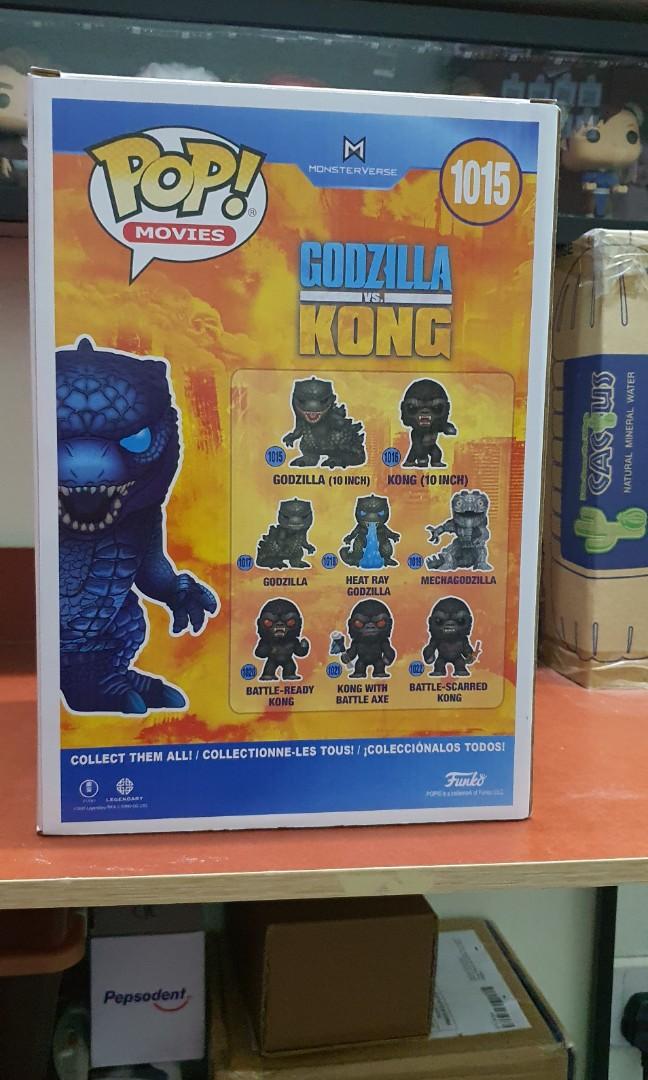 POP!
®
MOVIES
MONSTERVERSE
1015
GODZILLA
VS.
KONG
1015
1016
GODZILLA (10 INCH)
KONG (10 INCH)
1017
1018
1019
GODZILLA
HEAT RAY
GODZILLA
MECHAGODZILLA
1020
1021
1022
BATTLE-READY
KONG
KONG WITH
BATTLE AXE
BATTLE-SCARRED
KONG
COLLECT THEM ALL! / COLLECTIONNE-LES TOUS! / ¡COLECCIÓNALOS TODOS!
LEGENDARY
Funko
CACTUS
NATURAL MINERAL WATER
Pepsodent